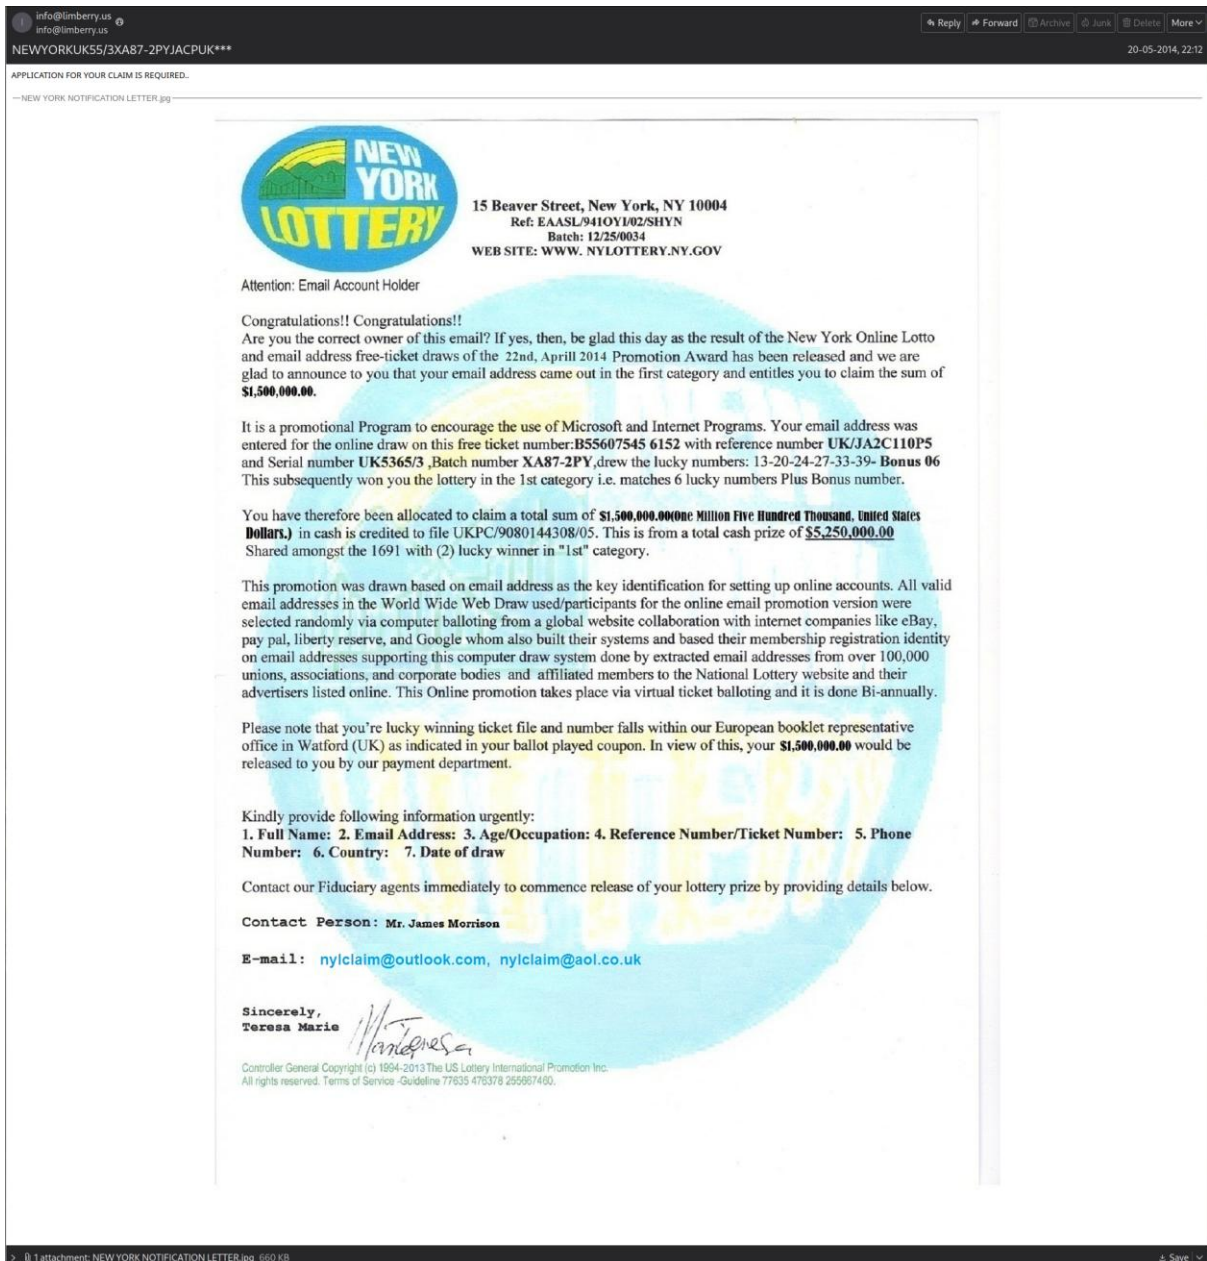 info@limberry.us
info@limberry.us
Reply Forward Archive Junk Delete More
NEWYORKUK55/3XA87-2PYJACPUK***
20-05-2014, 22:12
APPLICATION FOR YOUR CLAIM IS REQUIRED..
NEW YORK NOTIFICATION LETTER.jpg
NEW
YORK
LOTTERY
15 Beaver Street, New York, NY 10004
Ref: EAASL/941OYI/02/SHYN
Batch: 12/25/0034
WEB SITE: WWW. NYLOTTERY.NY.GOV
Attention: Email Account Holder
Congratulations!! Congratulations!!
Are you the correct owner of this email? If yes, then, be glad this day as the result of the New York Online Lotto
and email address free-ticket draws of the 22nd, Aprill 2014 Promotion Award has been released and we are
glad to announce to you that your email address came out in the first category and entitles you to claim the sum of
$1,500,000.00.
It is a promotional Program to encourage the use of Microsoft and Internet Programs. Your email address was
entered for the online draw on this free ticket number:B55607545 6152 with reference number UK/JA2C110P5
and Serial number UK5365/3 ,Batch number XA87-2PY,drew the lucky numbers: 13-20-24-27-33-39- Bonus 06
This subsequently won you the lottery in the 1st category i.e. matches 6 lucky numbers Plus Bonus number.
You have therefore been allocated to claim a total sum of $1,500,000.00(One Million Five Hundred Thousand, United States
Dollars.) in cash is credited to file UKPC/9080144308/05. This is from a total cash prize of $5,250,000.00
Shared amongst the 1691 with (2) lucky winner in "1st" category.
This promotion was drawn based on email address as the key identification for setting up online accounts. All valid
email addresses in the World Wide Web Draw used/participants for the online email promotion version were
selected randomly via computer balloting from a global website collaboration with internet companies like eBay,
pay pal, liberty reserve, and Google whom also built their systems and based their membership registration identity
on email addresses supporting this computer draw system done by extracted email addresses from over 100,000
unions, associations, and corporate bodies and affiliated members to the National Lottery website and their
advertisers listed online. This Online promotion takes place via virtual ticket balloting and it is done Bi-annually.
Please note that you're lucky winning ticket file and number falls within our European booklet representative
office in Watford (UK) as indicated in your ballot played coupon. In view of this, your $1,500,000.00 would be
released to you by our payment department.
Kindly provide following information urgently:
1. Full Name: 2. Email Address: 3. Age/Occupation: 4. Reference Number/Ticket Number: 5. Phone
Number: 6. Country: 7. Date of draw
Contact our Fiduciary agents immediately to commence release of your lottery prize by providing details below.
Contact Person: Mr. James Morrison
E-mail: nylclaim@outlook.com, nylclaim@aol.co.uk
Sincerely,
Teresa Marie
Controller General Copyright (c) 1994-2013 The US Lottery International Promotion Inc.
All rights reserved. Terms of Service -Guideline 77635 476378 255667460.
1 attachment: NEW YORK NOTIFICATION LETTER.jpg 660 KB
Save